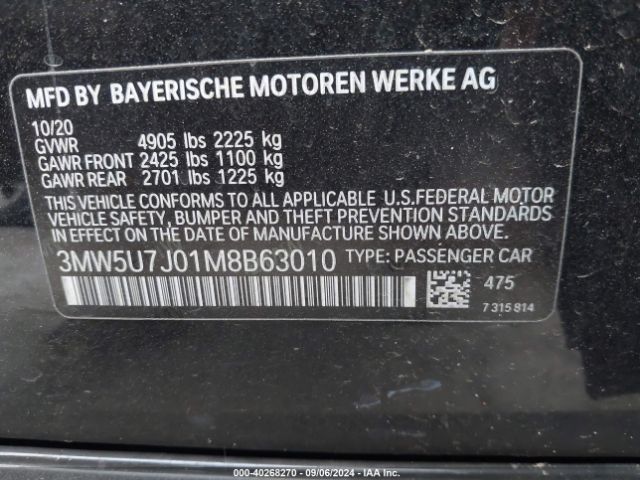 MFD BY BAYERISCHE MOTOREN WERKE AG
10/20
GVWR 4905 lbs 2225 kg
GAWR FRONT 2425 lbs 1100 kg
GAWR REAR 2701 lbs 1225 kg
THIS VEHICLE CONFORMS TO ALL APPLICABLE U.S.FEDERAL MOTOR
VEHICLE SAFETY, BUMPER AND THEFT PREVENTION STANDARDS
IN EFFECT ON THE DATE OF MANUFACTURE SHOWN ABOVE.
3MW5U7J01M8B63010 TYPE: PASSENGER CAR
475
7315814
000-40268270 - 09/06/2024 - IAA Inc.